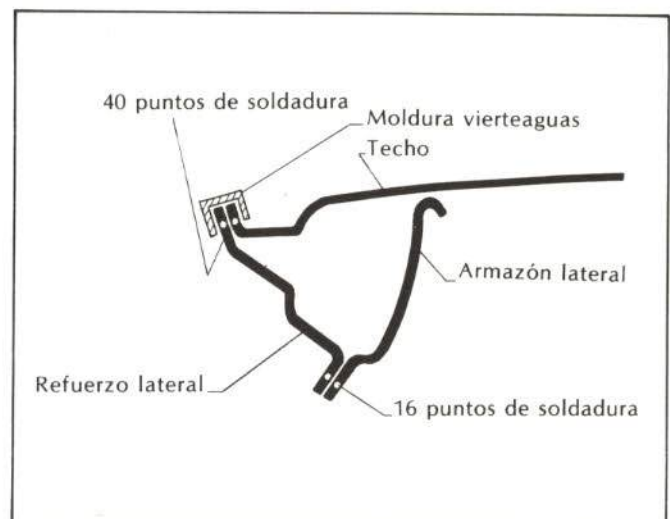 40 puntos de soldadura
Moldura vierteaguas
Techo
Armazón lateral
Refuerzo lateral
16 puntos de soldadura